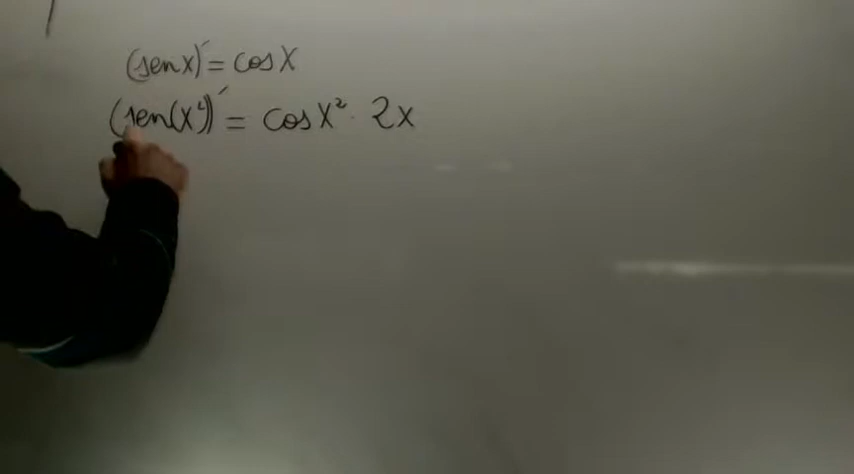 (sen x)′ = cos x
(sen(x²))′ = cos x² · 2x